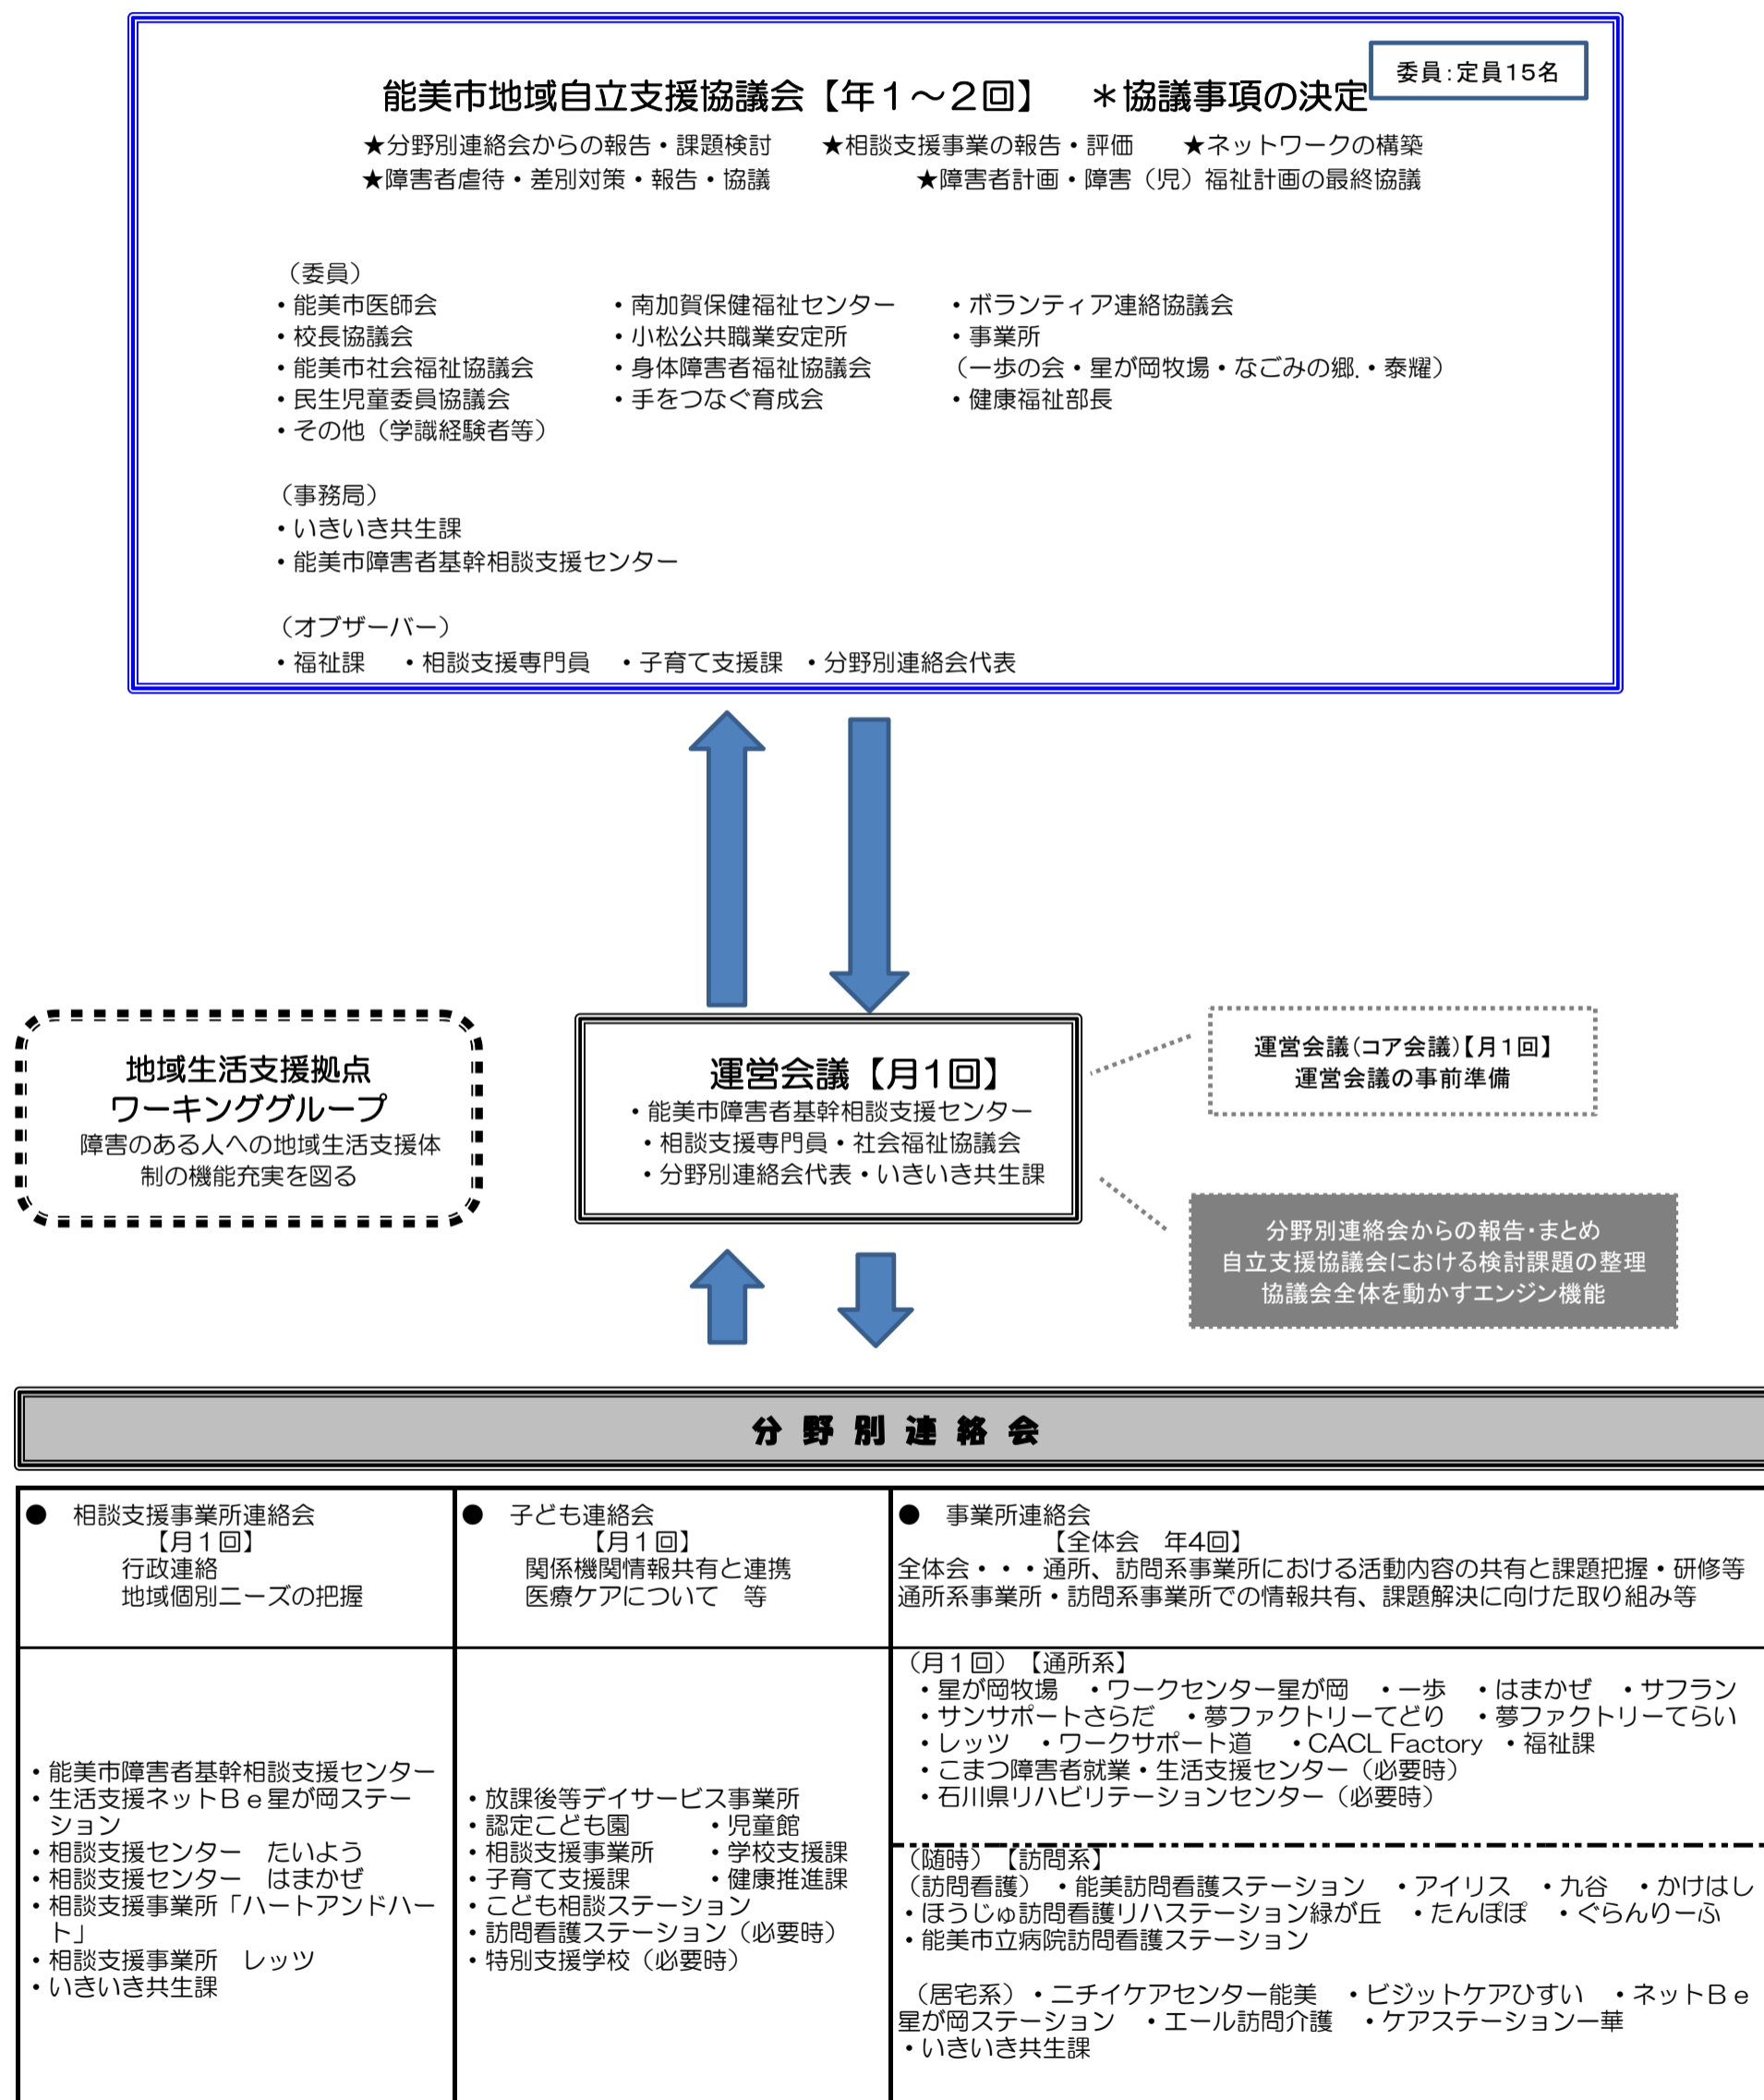 委員：定員15名
能美市地域自立支援協議会【年１～２回】　＊協議事項の決定
★分野別連絡会からの報告・課題検討　★相談支援事業の報告・評価　★ネットワークの構築
★障害者虐待・差別対策・報告・協議　★障害者計画・障害（児）福祉計画の最終協議
（委員）
・能美市医師会　・南加賀保健福祉センター　・ボランティア連絡協議会
・校長協議会　・小松公共職業安定所　・事業所
・能美市社会福祉協議会　・身体障害者福祉協議会　（一歩の会・星が岡牧場・なごみの郷.・泰耀）
・民生児童委員協議会　・手をつなぐ育成会　・健康福祉部長
・その他（学識経験者等）
（事務局）
・いきいき共生課
・能美市障害者基幹相談支援センター
（オブザーバー）
・福祉課　・相談支援専門員　・子育て支援課　・分野別連絡会代表
地域生活支援拠点
ワーキンググループ
障害のある人への地域生活支援体
制の機能充実を図る
運営会議【月1回】
・能美市障害者基幹相談支援センター
・相談支援専門員・社会福祉協議会
・分野別連絡会代表・いきいき共生課
運営会議（コア会議）【月1回】
運営会議の事前準備
分野別連絡会からの報告・まとめ
自立支援協議会における検討課題の整理
協議会全体を動かすエンジン機能
分野別連絡会
●　相談支援事業所連絡会
【月１回】
行政連絡
地域個別ニーズの把握
●　子ども連絡会
【月１回】
関係機関情報共有と連携
医療ケアについて　等
●　事業所連絡会
【全体会　年4回】
全体会・・・通所、訪問系事業所における活動内容の共有と課題把握・研修等
通所系事業所・訪問系事業所での情報共有、課題解決に向けた取り組み等
・能美市障害者基幹相談支援センター
・生活支援ネットＢｅ星が岡ステー
ション
・相談支援センター　たいよう
・相談支援センター　はまかぜ
・相談支援事業所「ハートアンドハー
ト」
・相談支援事業所　レッツ
・いきいき共生課
・放課後等デイサービス事業所
・認定こども園　・児童館
・相談支援事業所　・学校支援課
・子育て支援課　・健康推進課
・こども相談ステーション
・訪問看護ステーション（必要時）
・特別支援学校（必要時）
（月１回）【通所系】
・星が岡牧場　・ワークセンター星が岡　・一歩　・はまかぜ　・サフラン
・サンサポートさらだ　・夢ファクトリーてどり　・夢ファクトリーてらい
・レッツ　・ワークサポート道　・CACL Factory　・福祉課
・こまつ障害者就業・生活支援センター（必要時）
・石川県リハビリテーションセンター（必要時）
（随時）【訪問系】
（訪問看護）・能美訪問看護ステーション　・アイリス　・九谷　・かけはし
・ほうじゅ訪問看護リハステーション緑が丘　・たんぽぽ　・ぐらんりーふ
・能美市立病院訪問看護ステーション
（居宅系）・ニチイケアセンター能美　・ビジットケアひすい　・ネットＢｅ
星が岡ステーション　・エール訪問介護　・ケアステーション一華
・いきいき共生課